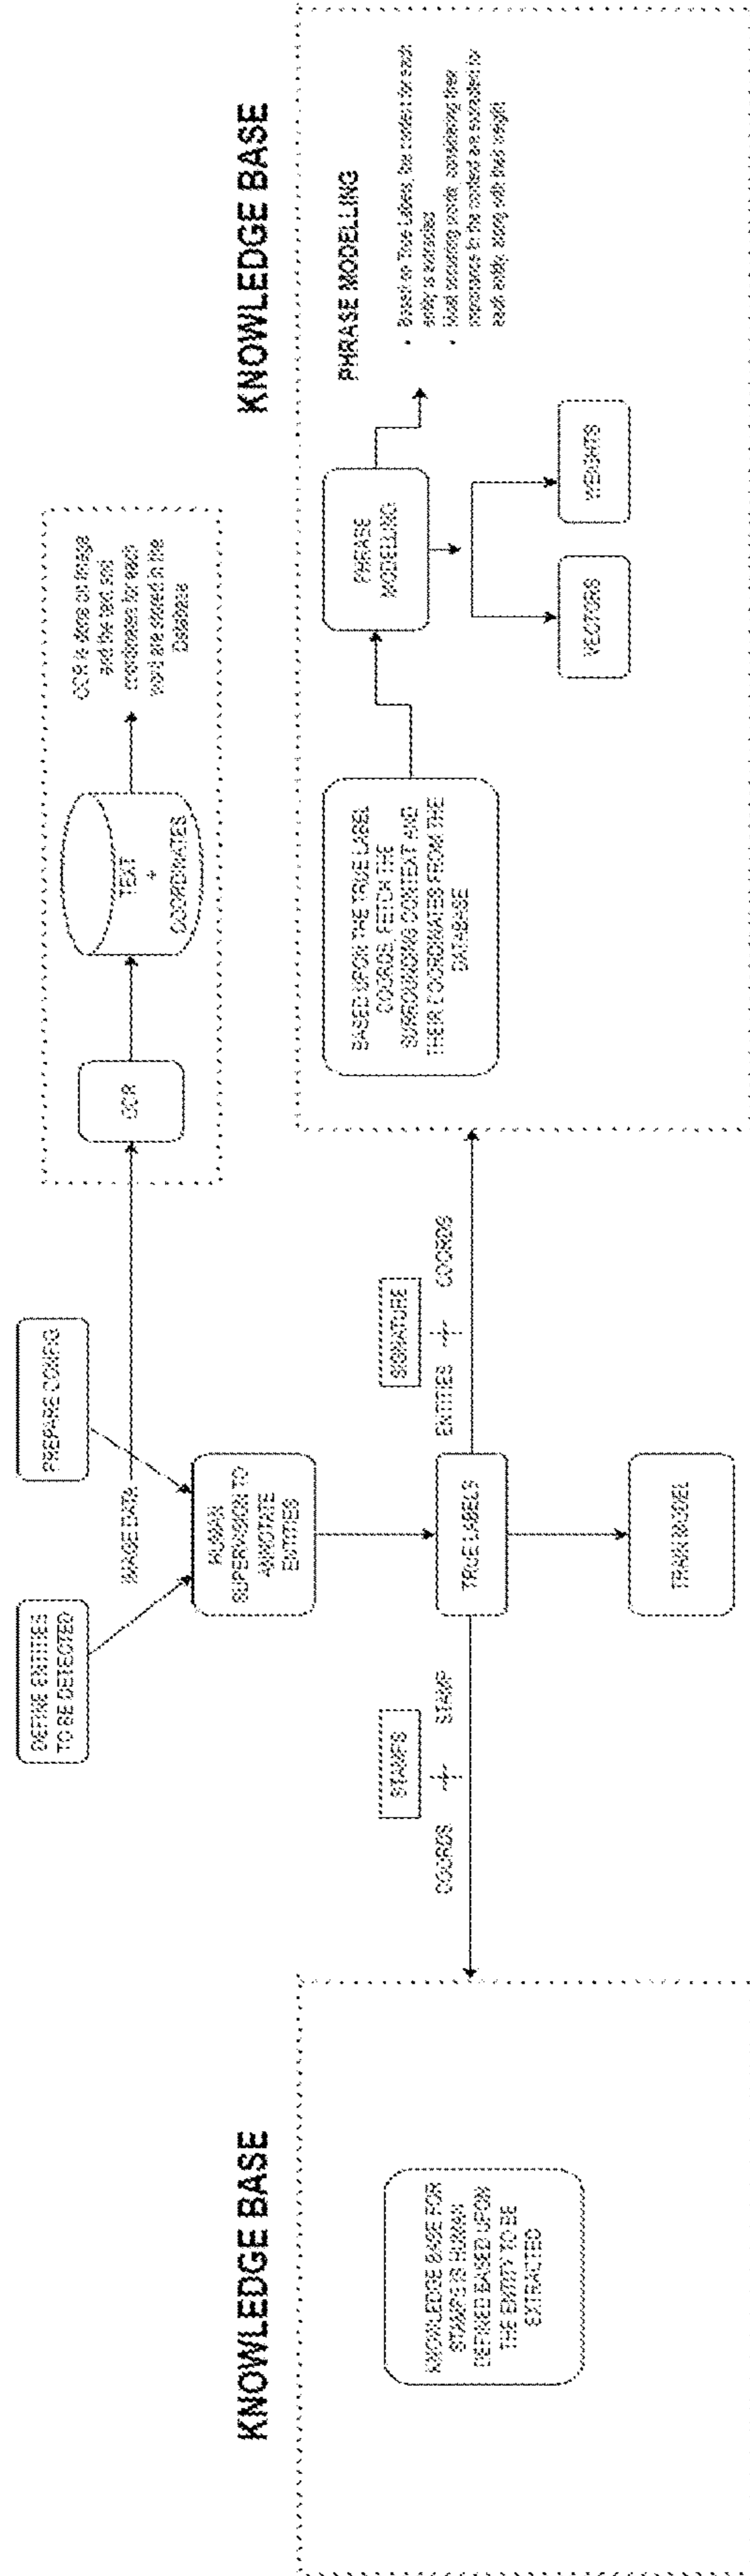 DEFINE ENTITIES
TO BE DETECTED
PREPARE CONFIG
IMAGE DATA
OCR
TEXT
+
COORDINATES
OCR is done on image
and the text and
coordinates for each
word are stored in the
Database
HUMAN
SUPERVISION TO
ANNOTATE
ENTITIES
KNOWLEDGE BASE
KNOWLEDGE BASE FOR
STAMPS IS HUMAN
DEFINED BASED UPON
THE ENTITY TO BE
EXTRACTED
STAMPS
COORDS + STAMP
TRUE LABELS
SIGNATURE
ENTITIES + COORDS
TRAIN MODEL
KNOWLEDGE BASE
BASED UPON THE TRUE LABEL
COORDS, FETCH THE
SURROUNDING CONTEXT AND
THEIR COORDINATES FROM THE
DATABASE
PHRASE
MODELLING
VECTORS
WEIGHTS
PHRASE MODELLING
• Based on True Labels, the context for each
entity is extracted
• Most occurring words, considering their
importance in the context are extracted for
each entity, along with their weight